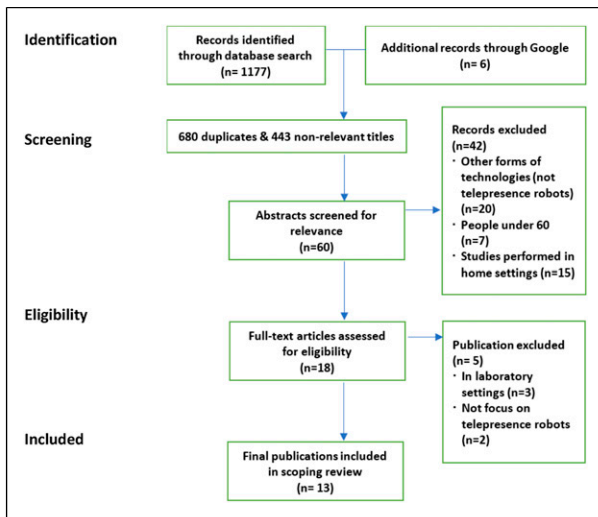 Identification
Records identified
through database search
(n= 1177)
Additional records through Google
(n= 6)
Screening
680 duplicates & 443 non-relevant titles
Records excluded
(n=42)
· Other forms of
technologies (not
telepresence robots)
(n=20)
· People under 60
(n=7)
· Studies performed in
home settings (n=15)
Abstracts screened for
relevance
(n=60)
Eligibility
Full-text articles assessed
for eligibility
(n=18)
Publication excluded
(n= 5)
· In laboratory
settings (n=3)
· Not focus on
telepresence robots
(n=2)
Included
Final publications included
in scoping review
(n= 13)